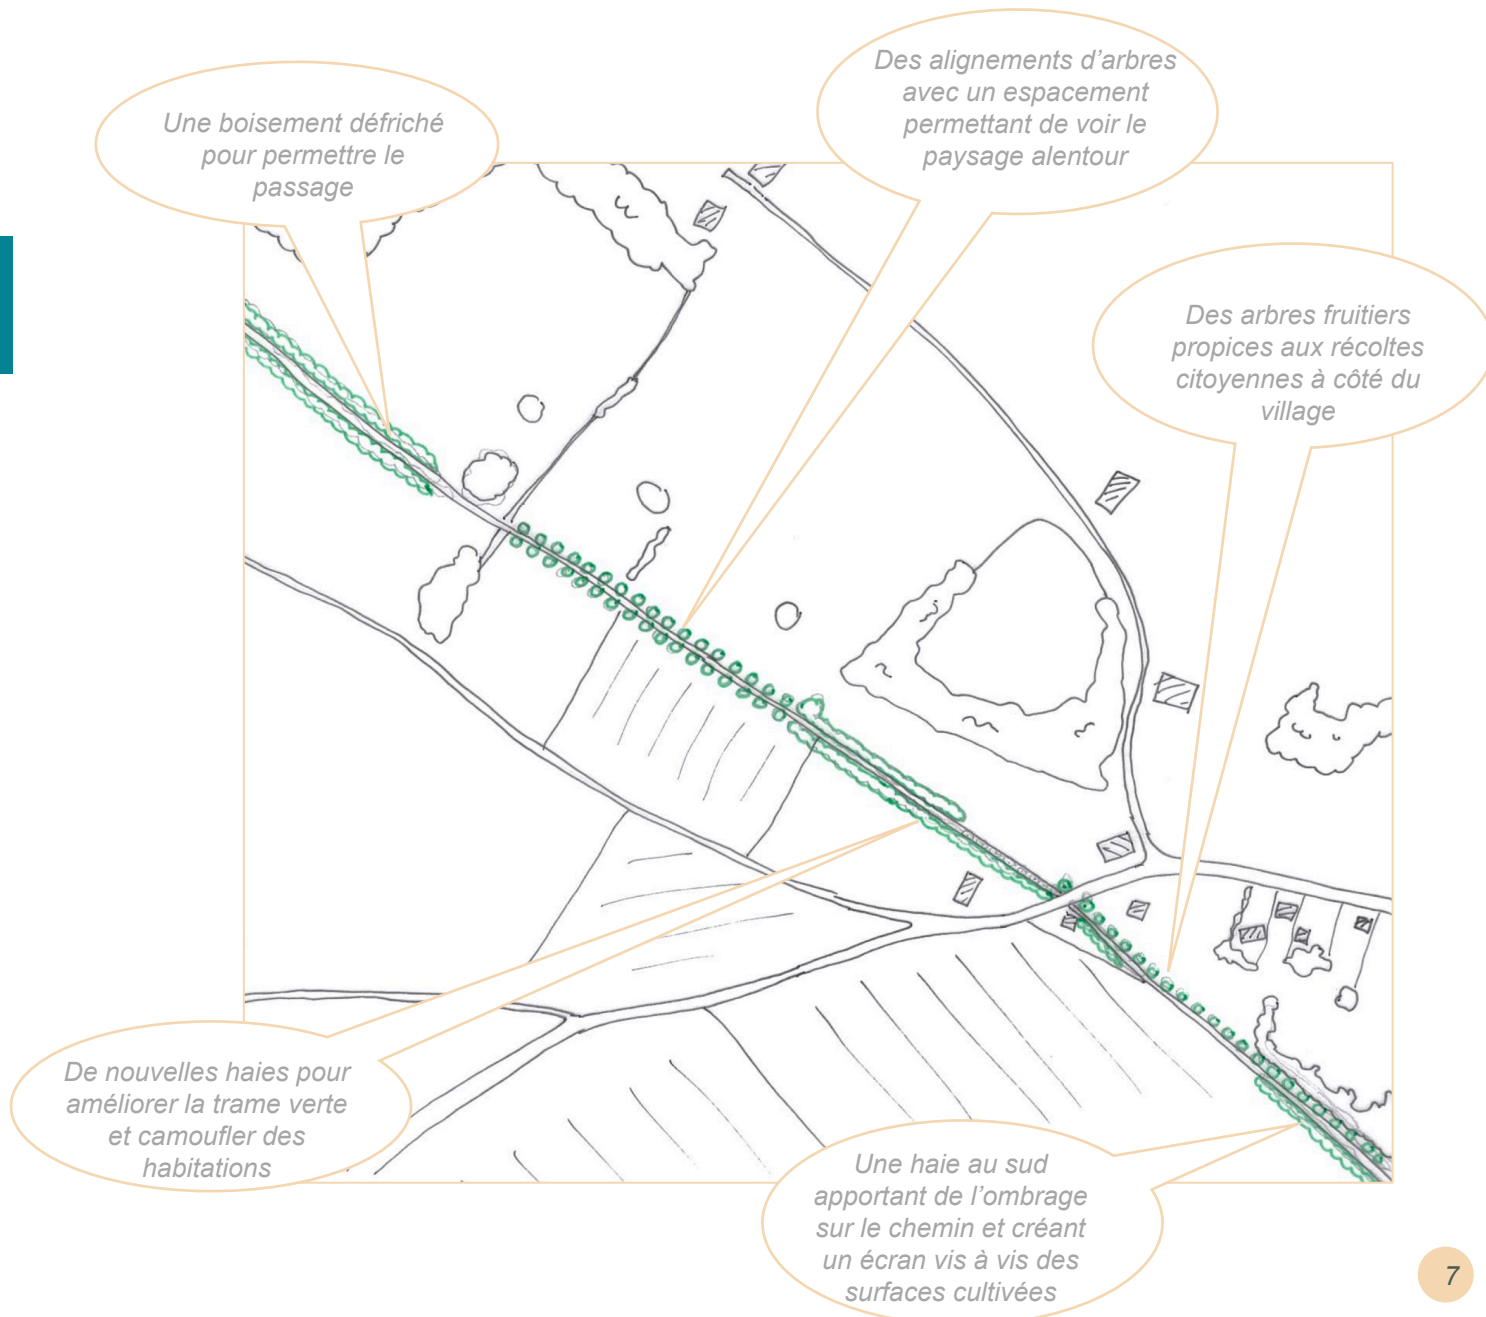 Une boisement défriché
pour permettre le
passage
Des alignements d’arbres
avec un espacement
permettant de voir le
paysage alentour
Des arbres fruitiers
propices aux récoltes
citoyennes à côté du
village
De nouvelles haies pour
améliorer la trame verte
et camoufler des
habitations
Une haie au sud
apportant de l’ombrage
sur le chemin et créant
un écran vis à vis des
surfaces cultivées
7